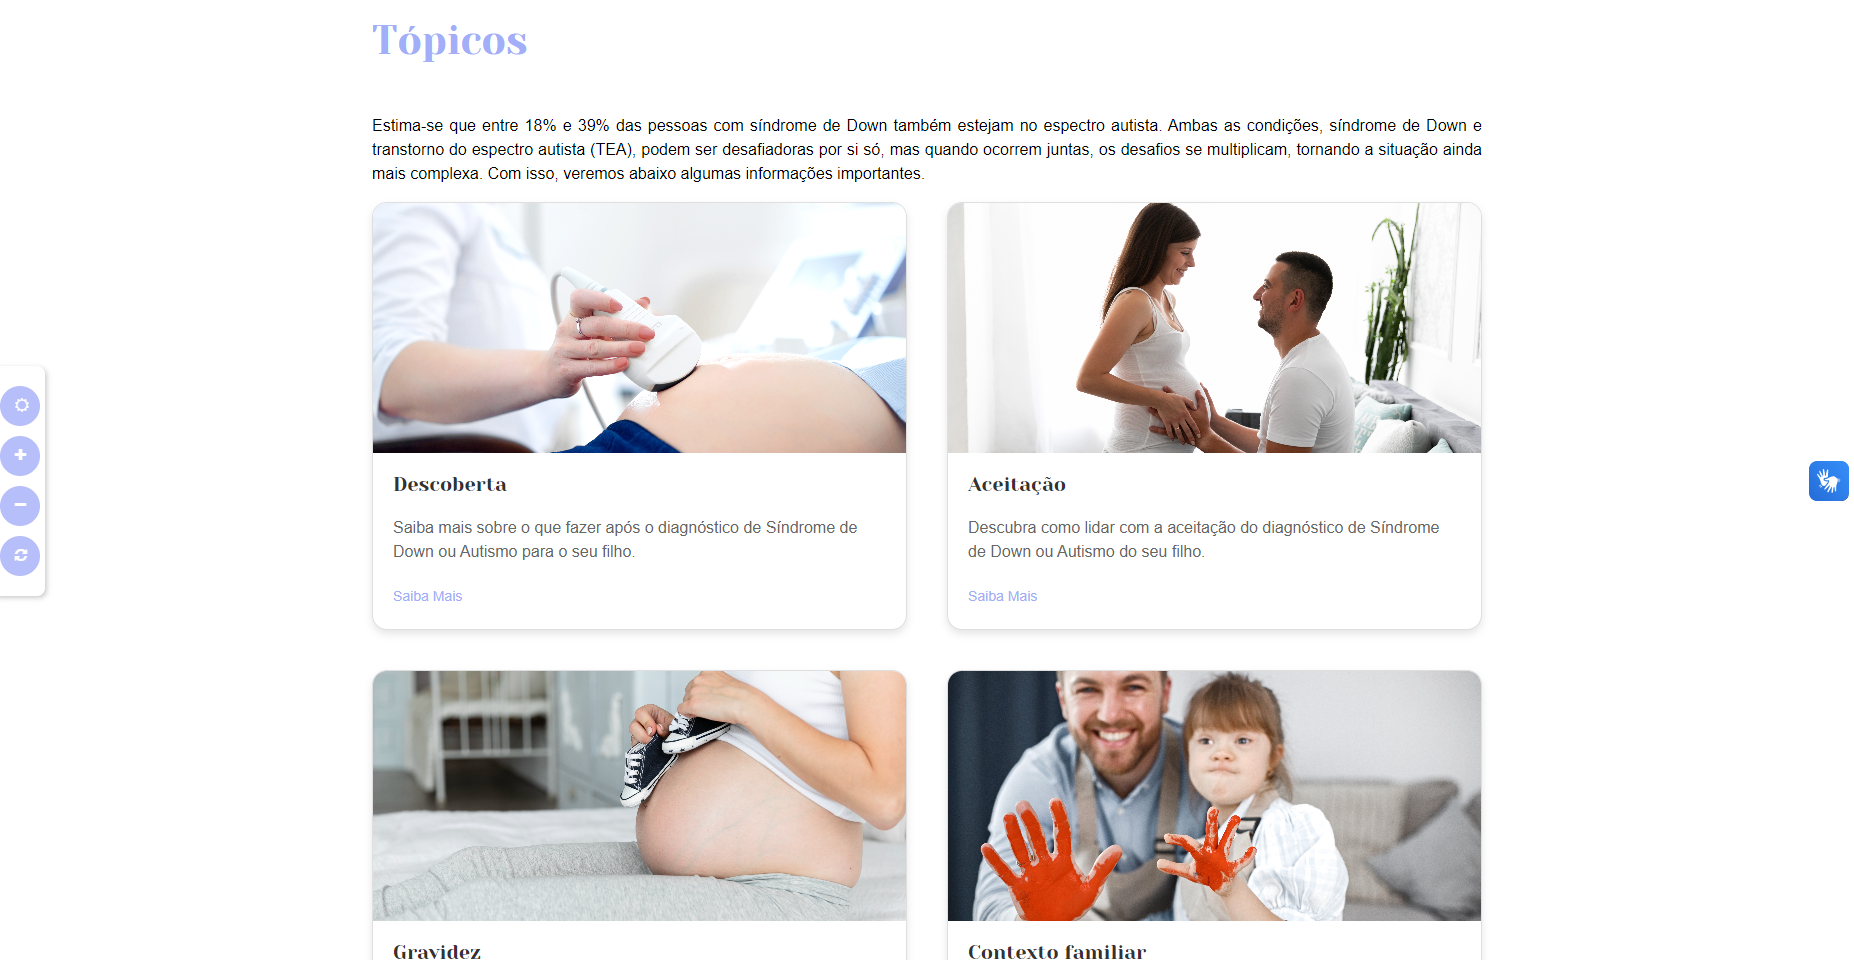 Tópicos
Estima-se que entre 18% e 39% das pessoas com síndrome de Down também estejam no espectro autista. Ambas as condições, síndrome de Down e
transtorno do espectro autista (TEA), podem ser desafiadoras por si só, mas quando ocorrem juntas, os desafios se multiplicam, tornando a situação ainda
mais complexa. Com isso, veremos abaixo algumas informações importantes.
Descoberta
Saiba mais sobre o que fazer após o diagnóstico de Síndrome de
Down ou Autismo para o seu filho.
Saiba Mais
Aceitação
Descubra como lidar com a aceitação do diagnóstico de Síndrome
de Down ou Autismo do seu filho.
Saiba Mais
Gravidez
Contexto familiar